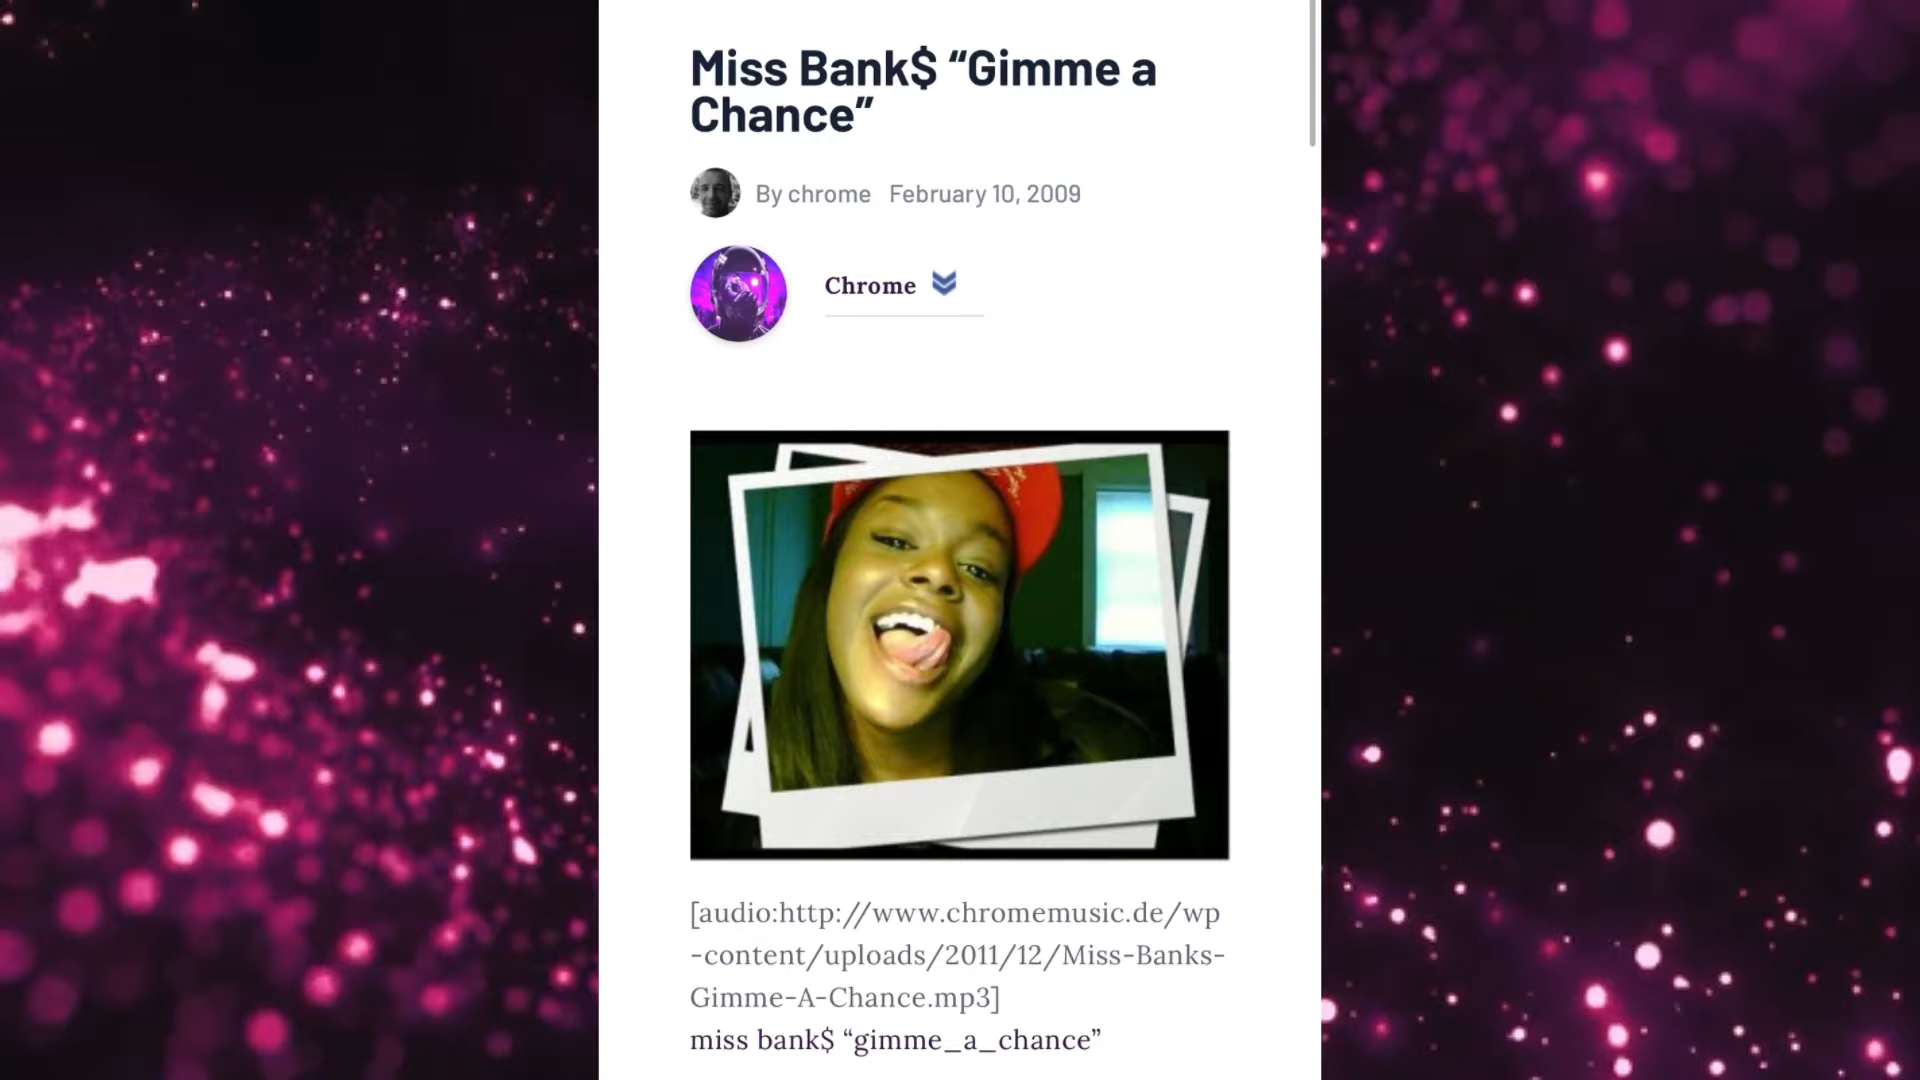 Miss Bank$ “Gimme a
Chance”
By chrome February 10, 2009
Chrome
[audio:http://www.chromemusic.de/wp
-content/uploads/2011/12/Miss-Banks-
Gimme-A-Chance.mp3]
miss bank$ “gimme_a_chance”